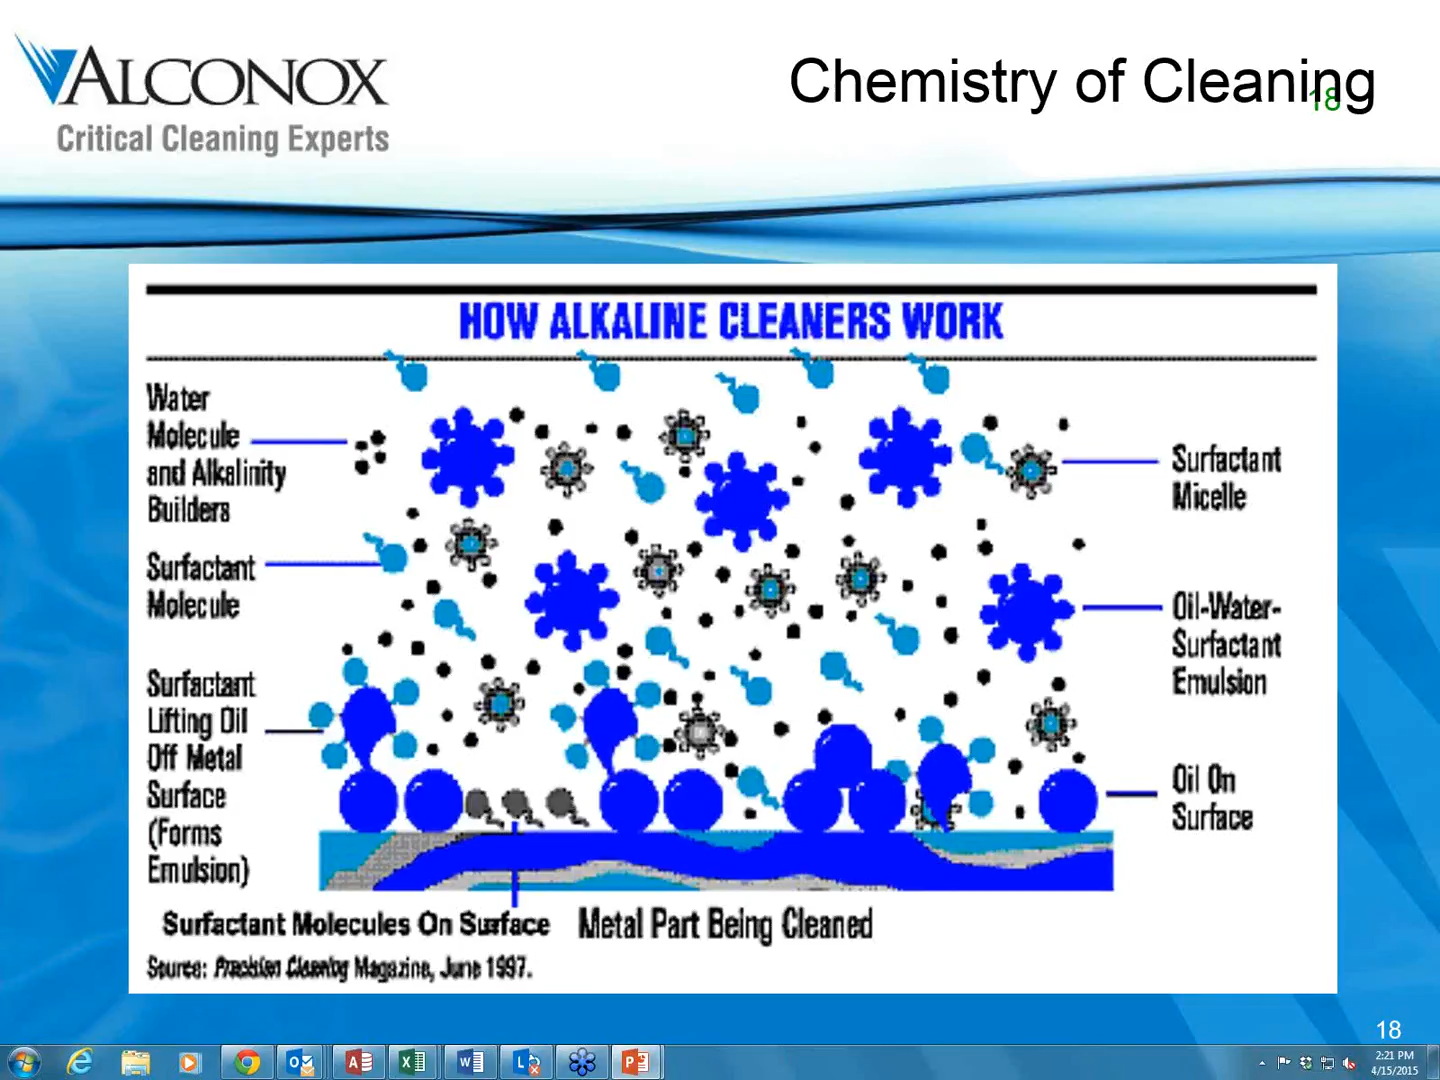 ALCONOX
Critical Cleaning Experts
Chemistry of Cleaning
18
HOW ALKALINE CLEANERS WORK
Water
Molecule
and Alkalinity
Builders
Surfactant
Molecule
Surfactant
Lifting Oil
Off Metal
Surface
(Forms
Emulsion)
Surfactant
Micelle
Oil-Water-
Surfactant
Emulsion
Oil On
Surface
Surfactant Molecules On Surface
Metal Part Being Cleaned
Source: Precision Cleaning Magazine, June 1997.
18
2:21 PM
4/15/2015